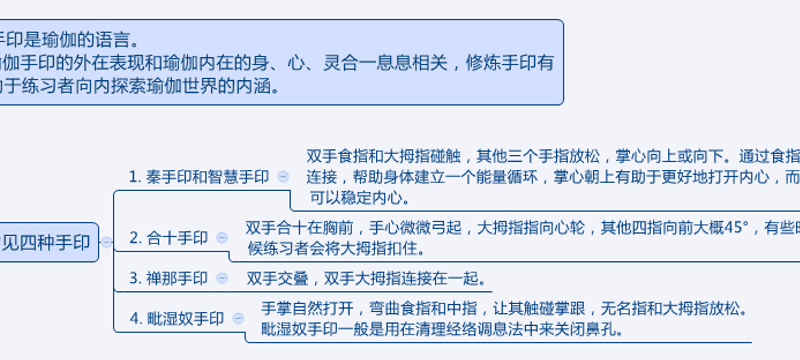 手印是瑜伽的语言。
瑜伽手印的外在表现和瑜伽内在的身、心、灵合一息息相关，修炼手印有
助于练习者向内探索瑜伽世界的内涵。
双手食指和大拇指碰触，其他三个手指放松，掌心向上或向下。通过食指
1. 秦手印和智慧手印
连接，帮助身体建立一个能量循环，掌心朝上有助于更好地打开内心，而
可以稳定内心。
见四种手印
2. 合十手印
双手合十在胸前，手心微微弓起，大拇指指向心轮，其他四指向前大概45°，有些时
候练习者会将大拇指扣住。
3. 禅那手印
双手交叠，双手大拇指连接在一起。
4. 毗湿奴手印
手掌自然打开，弯曲食指和中指，让其触碰掌跟，无名指和大拇指放松。
毗湿奴手印一般是用在清理经络调息法中来关闭鼻孔。